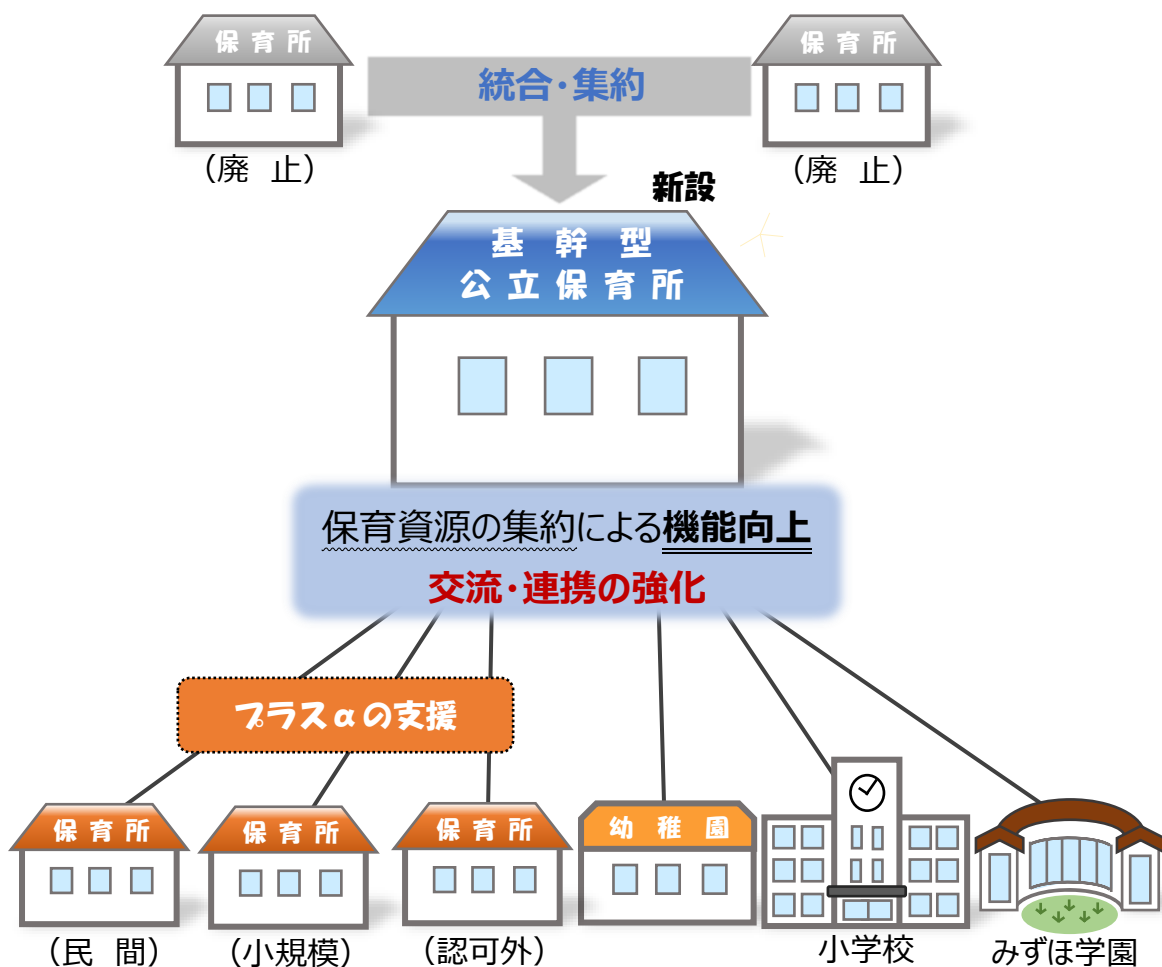 保育所
保育所
統合・集約
（廃　止）
（廃　止）
新設
基幹型
公立保育所
保育資源の集約による機能向上
交流・連携の強化
プラスαの支援
保育所
保育所
保育所
幼稚園
（民　間）
（小規模）
（認可外）
小学校
みずほ学園